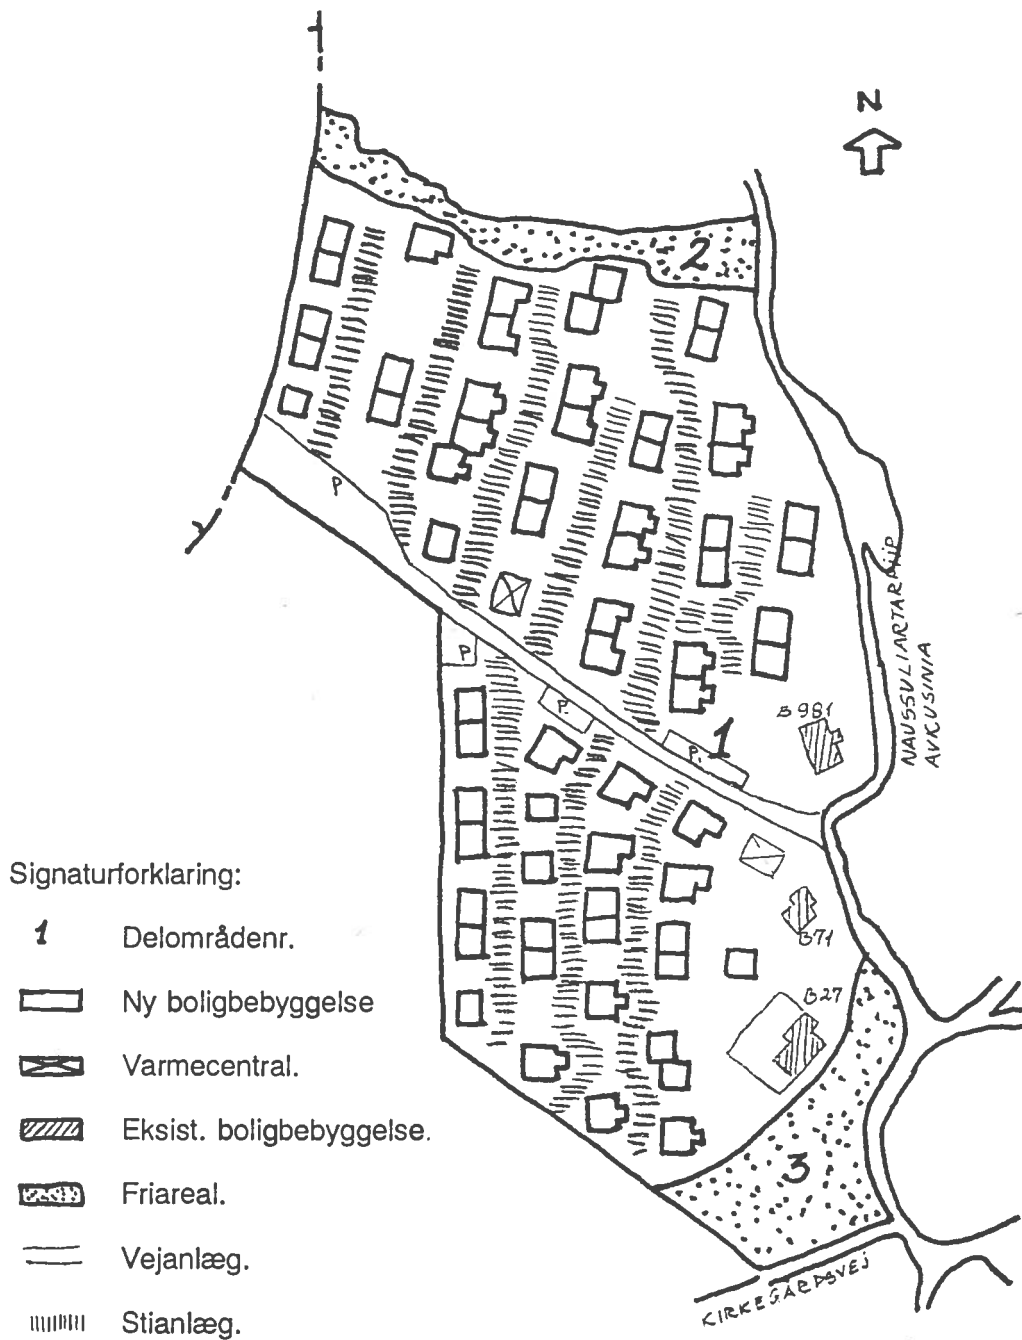 N
2
P
P
P.
P.
1
B981
NAUSSULIARTARFIIP
AVKUSINIA
B71
B27
3
KIRKEGÅRDSVEJ
Signaturforklaring:
1 Delområdenr.
Ny boligbebyggelse
Varmecentral.
Eksist. boligbebyggelse.
Friareal.
Vejanlæg.
Stianlæg.